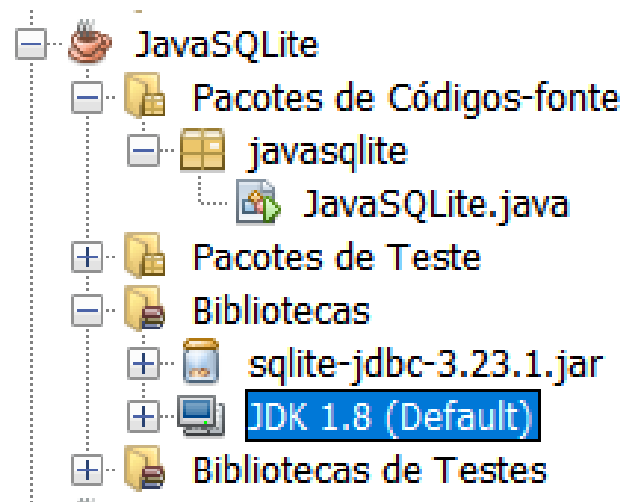 JavaSQLite
Pacotes de Códigos-fonte
javasqlite
JavaSQLite.java
Pacotes de Teste
Bibliotecas
sqlite-jdbc-3.23.1.jar
JDK 1.8 (Default)
Bibliotecas de Testes